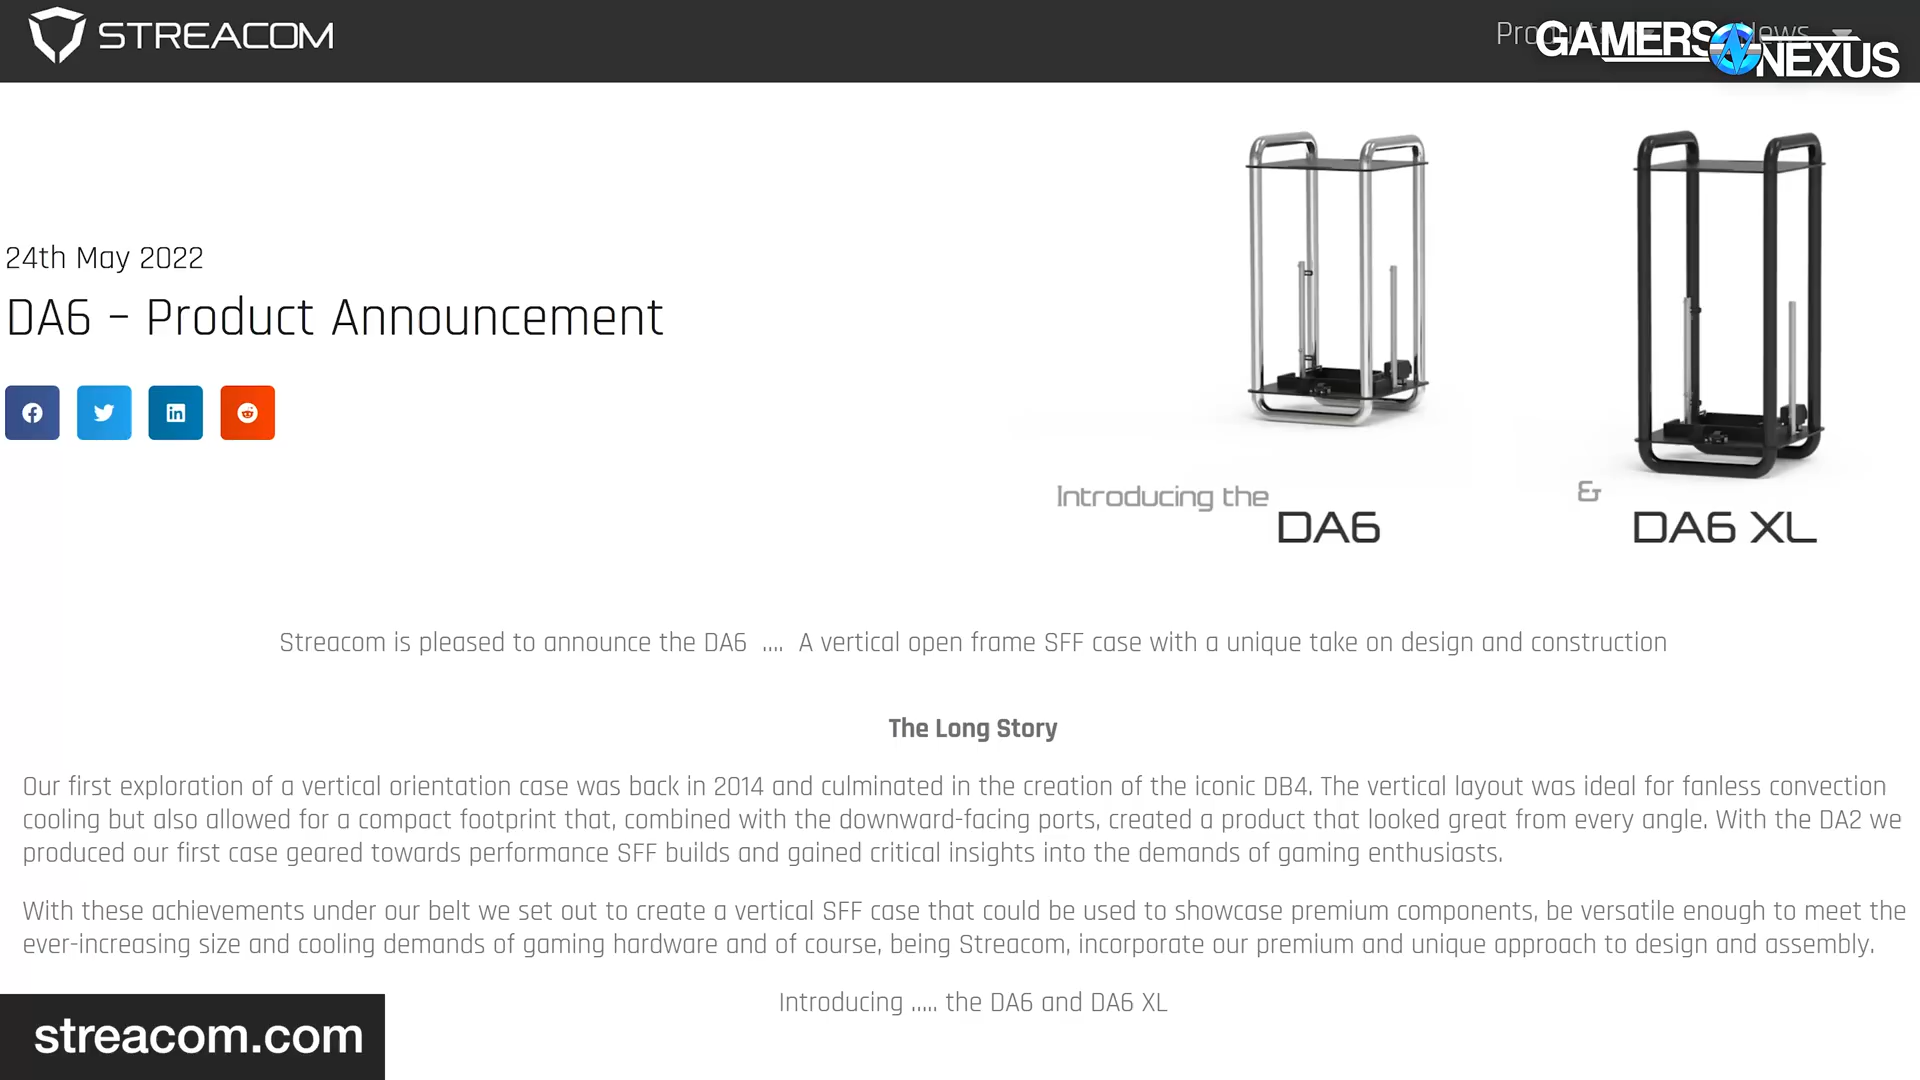 STREACOM
GAMERS NEXUS
24th May 2022
DA6 – Product Announcement
Introducing the
DA6
&
DA6 XL
Streacom is pleased to announce the DA6 .... A vertical open frame SFF case with a unique take on design and construction
The Long Story
Our first exploration of a vertical orientation case was back in 2014 and culminated in the creation of the iconic DB4. The vertical layout was ideal for fanless convection
cooling but also allowed for a compact footprint that, combined with the downward-facing ports, created a product that looked great from every angle. With the DA2 we
produced our first case geared towards performance SFF builds and gained critical insights into the demands of gaming enthusiasts.
With these achievements under our belt we set out to create a vertical SFF case that could be used to showcase premium components, be versatile enough to meet the
ever-increasing size and cooling demands of gaming hardware and of course, being Streacom, incorporate our premium and unique approach to design and assembly.
Introducing ..... the DA6 and DA6 XL
streacom.com